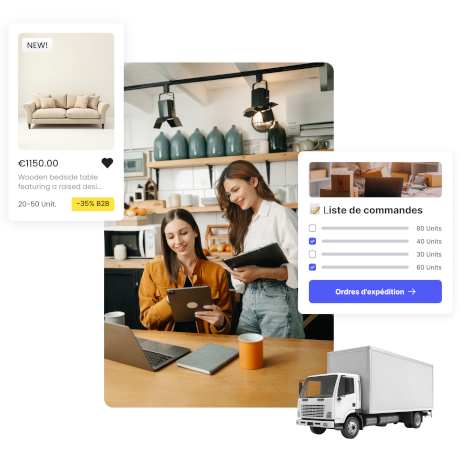 NEW!
€1150.00
Wooden bedside table
featuring a raised desi...
20-50 Unit.
-35% B2B
📝 Liste de commandes
80 Units
40 Units
30 Units
60 Units
Ordres d'expédition →